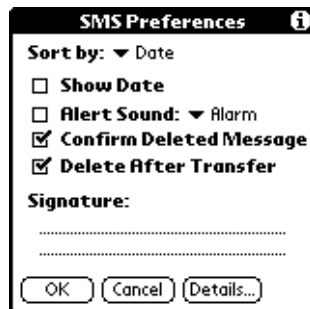 SMS Preferences i
Sort by: Date
Show Date
Alert Sound: Alarm
Confirm Deleted Message
Delete After Transfer
Signature:
OK Cancel Details...